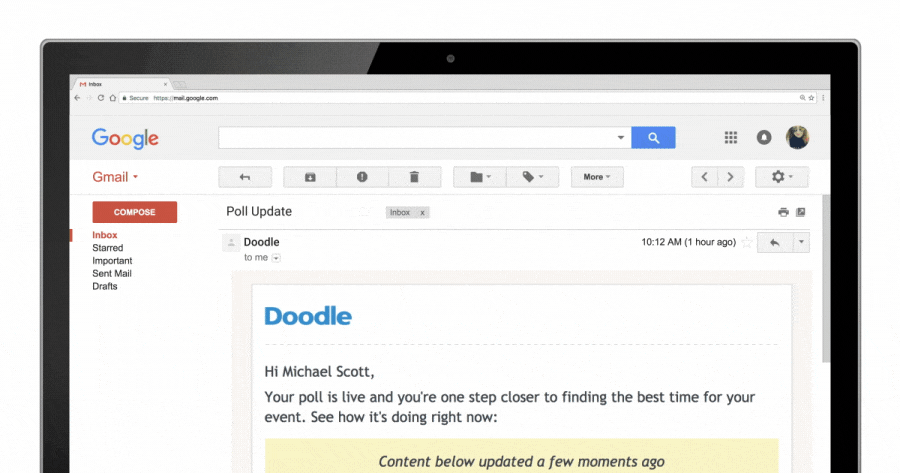 Inbox
Secure https://mail.google.com
Google
Gmail
More
COMPOSE
Poll Update
Inbox x
Inbox
Starred
Important
Sent Mail
Drafts
Doodle
10:12 AM (1 hour ago)
to me
Doodle
Hi Michael Scott,
Your poll is live and you're one step closer to finding the best time for your
event. See how it's doing right now:
Content below updated a few moments ago